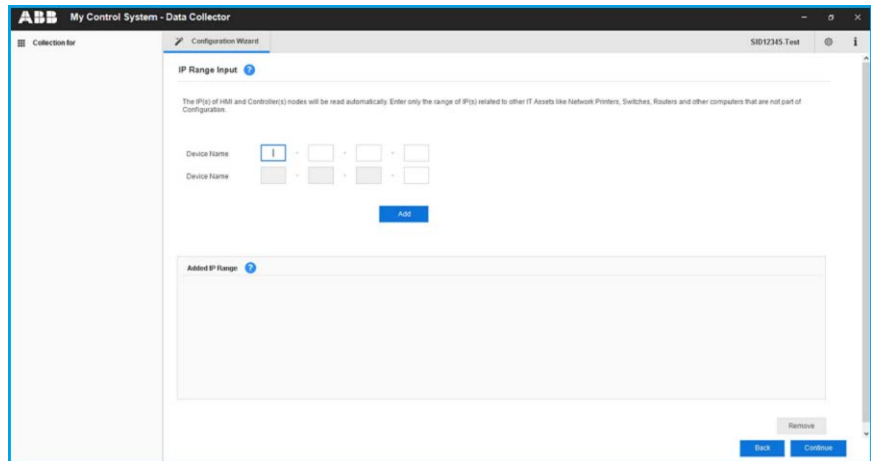 ABB My Control System - Data Collector
Collection for
Configuration Wizard
SID12345-Test
IP Range Input ?
The IP(s) of HMI and Controller(s) nodes will be read automatically. Enter only the range of IP(s) related to other IT Assets like Network Printers, Switches, Routers and other computers that are not part of
Configuration.
Device Name
Device Name
Add
Added IP Range ?
Remove
Back Continue